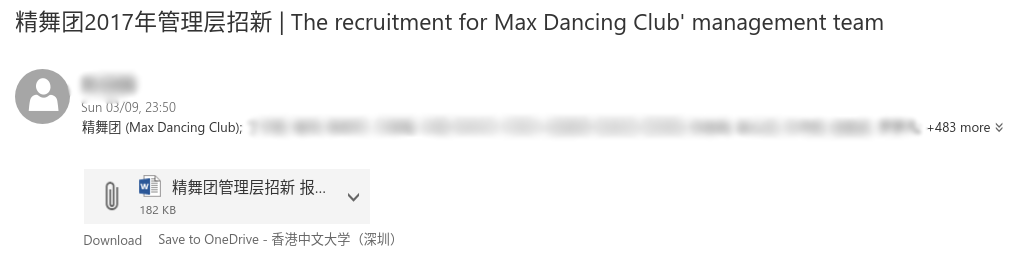 精舞团2017年管理层招新 | The recruitment for Max Dancing Club' management team
Sun 03/09, 23:50
精舞团 (Max Dancing Club); +483 more
精舞团管理层招新 报...
182 KB
Download Save to OneDrive - 香港中文大学（深圳）